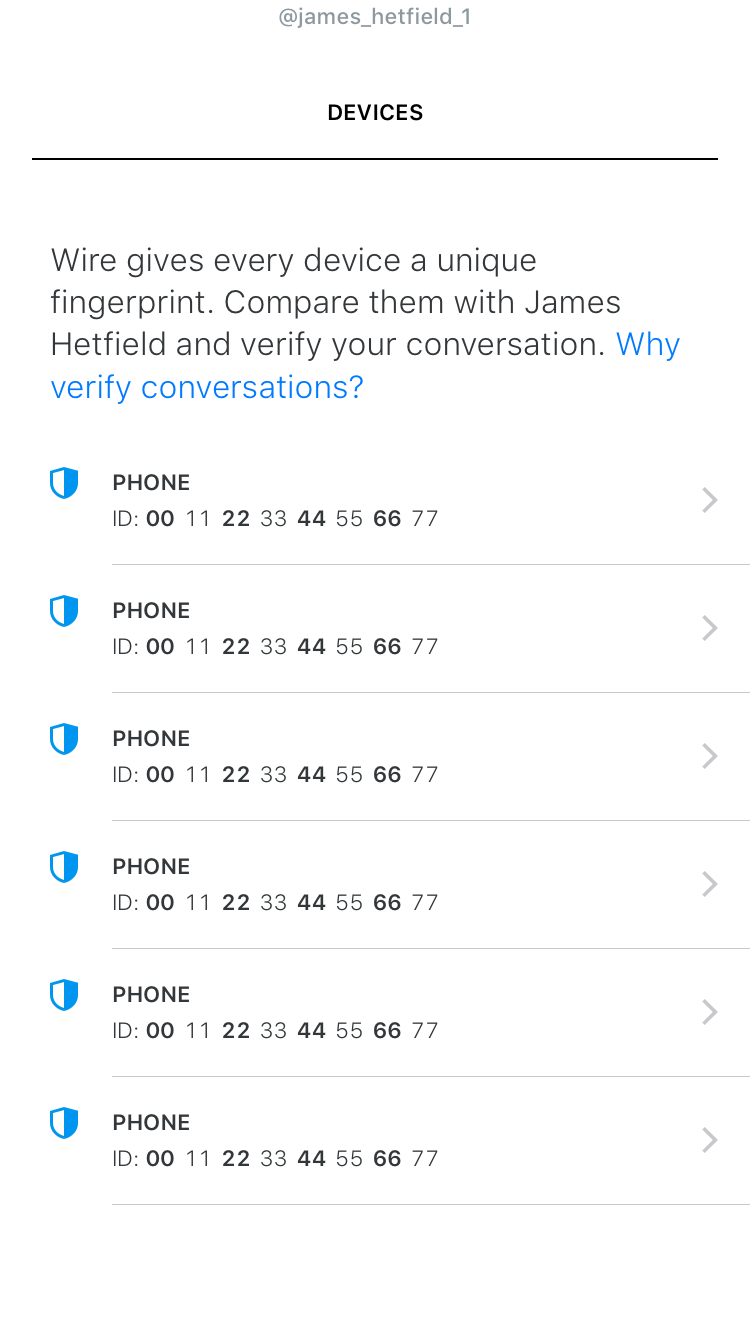 @james_hetfield_1
DEVICES
Wire gives every device a unique
fingerprint. Compare them with James
Hetfield and verify your conversation. Why
verify conversations?
PHONE
ID: 00 11 22 33 44 55 66 77
PHONE
ID: 00 11 22 33 44 55 66 77
PHONE
ID: 00 11 22 33 44 55 66 77
PHONE
ID: 00 11 22 33 44 55 66 77
PHONE
ID: 00 11 22 33 44 55 66 77
PHONE
ID: 00 11 22 33 44 55 66 77